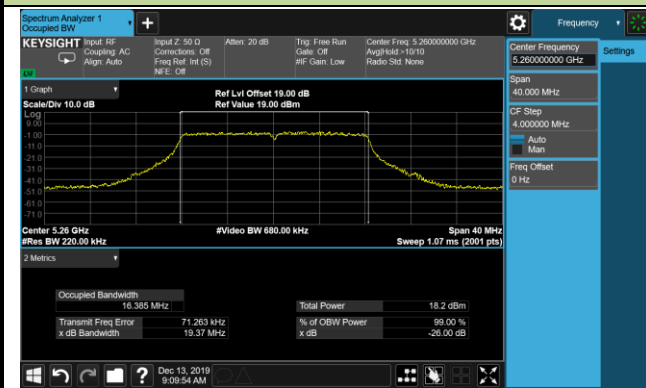 Spectrum Analyzer 1
Occupied BW
+
Frequency
KEYSIGHT Input: RF Input Z: 50 Ω Atten: 20 dB Trig: Free Run Center Freq: 5.260000000 GHz
Coupling: AC Corrections: Off Gate: Off Avg|Hold:>10/10
Align: Auto Freq Ref: Int (S) #IF Gain: Low Radio Std: None
NFE: Off
Center Frequency
5.260000000 GHz
Settings
Span
40.000 MHz
CF Step
4.000000 MHz
Auto
Man
Freq Offset
0 Hz
1 Graph
Ref Lvl Offset 19.00 dB
Scale/Div 10.0 dB Ref Value 19.00 dBm
Log
9.00
-1.00
-11.0
-21.0
-31.0
-41.0
-51.0
-61.0
-71.0
Center 5.26 GHz #Video BW 680.00 kHz Span 40 MHz
#Res BW 220.00 kHz Sweep 1.07 ms (2001 pts)
2 Metrics
Occupied Bandwidth
16.385 MHz Total Power 18.2 dBm
Transmit Freq Error 71.263 kHz % of OBW Power 99.00 %
x dB Bandwidth 19.37 MHz x dB -26.00 dB
? Dec 13, 2019
9:09:54 AM